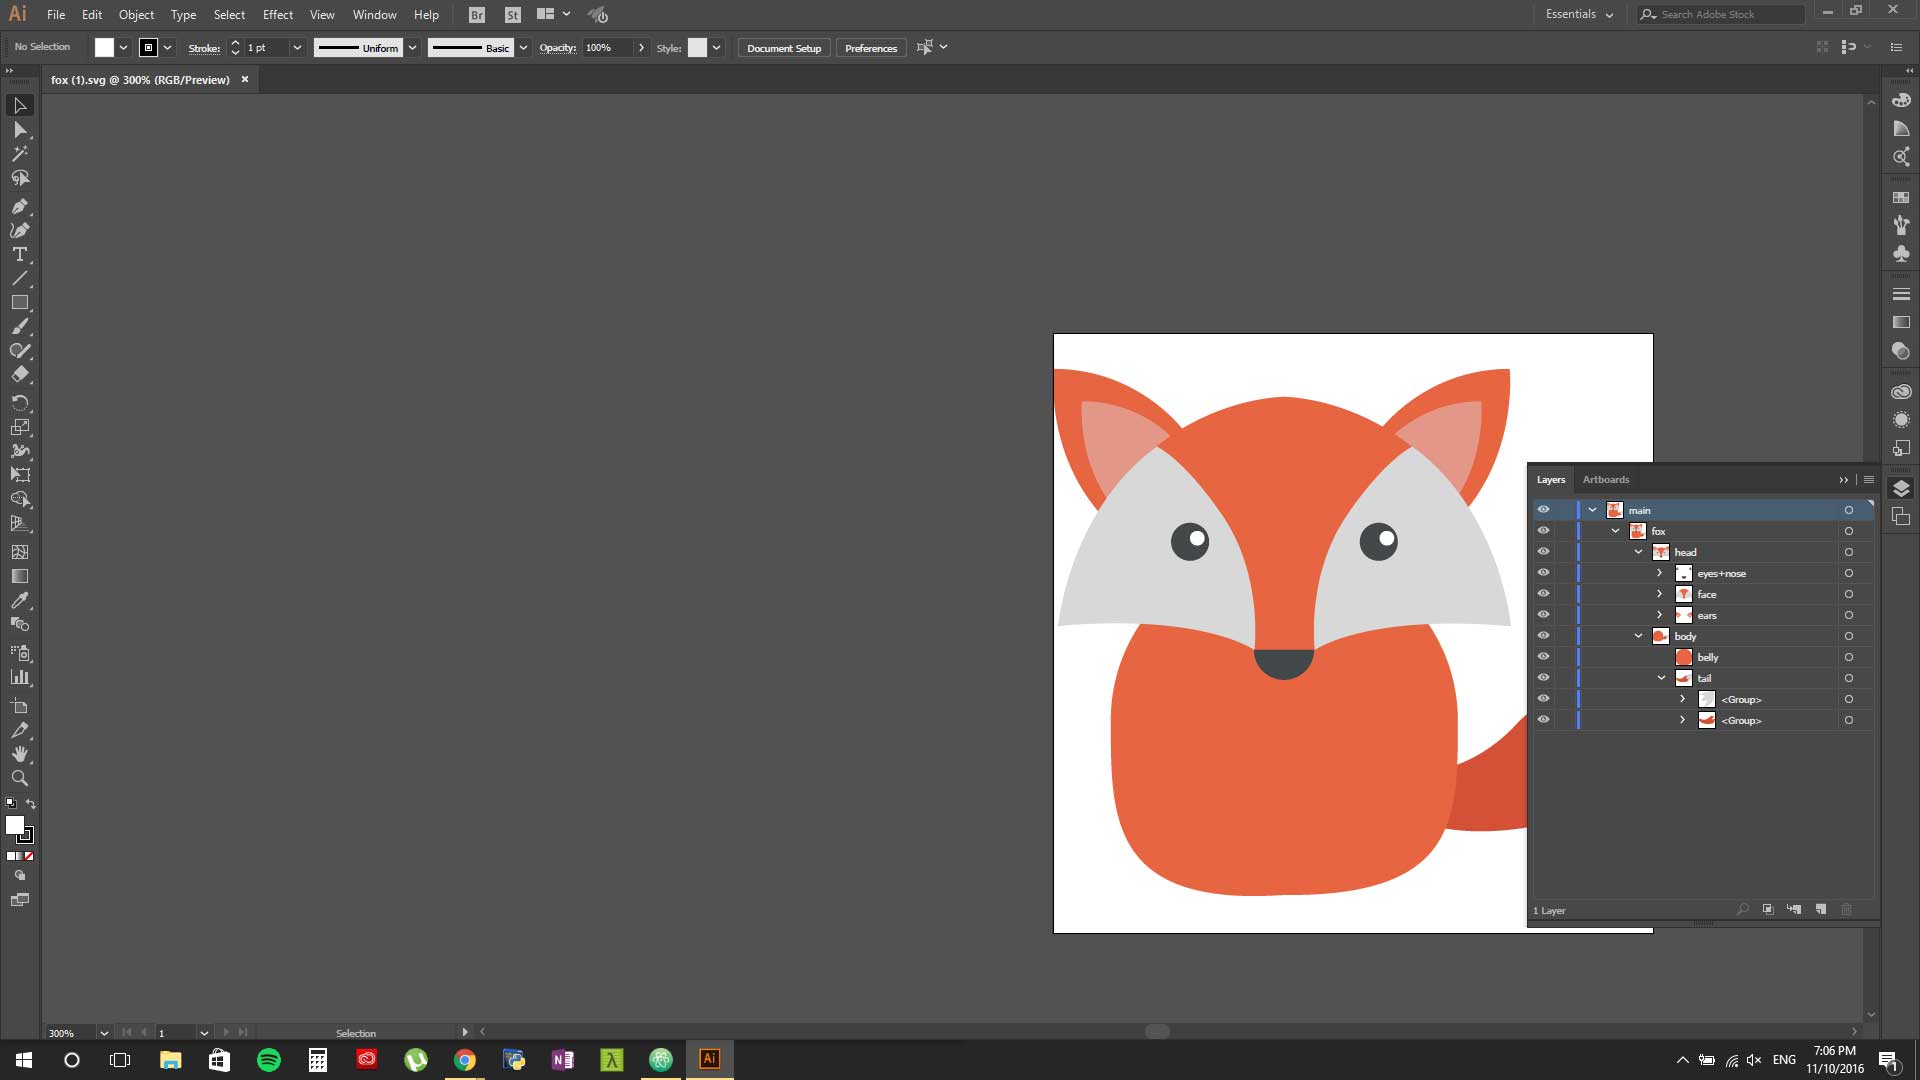 Ai File Edit Object Type Select Effect View Window Help Br St Essentials Search Adobe Stock
No Selection Stroke: 1 pt Uniform Basic Opacity: 100% Style: Document Setup Preferences
fox (1).svg @ 300% (RGB/Preview)
Layers Artboards
main
fox
head
eyes+nose
face
ears
body
belly
tail
<Group>
<Group>
1 Layer
300% 1 Selection
ENG 7:06 PM
11/10/2016 1
N
Ai